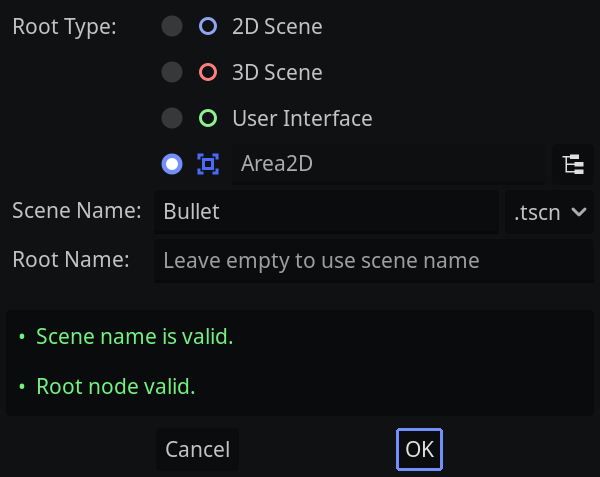 Root Type: 2D Scene
3D Scene
User Interface
Area2D
Scene Name: Bullet .tscn
Root Name: Leave empty to use scene name
• Scene name is valid.
• Root node valid.
Cancel OK